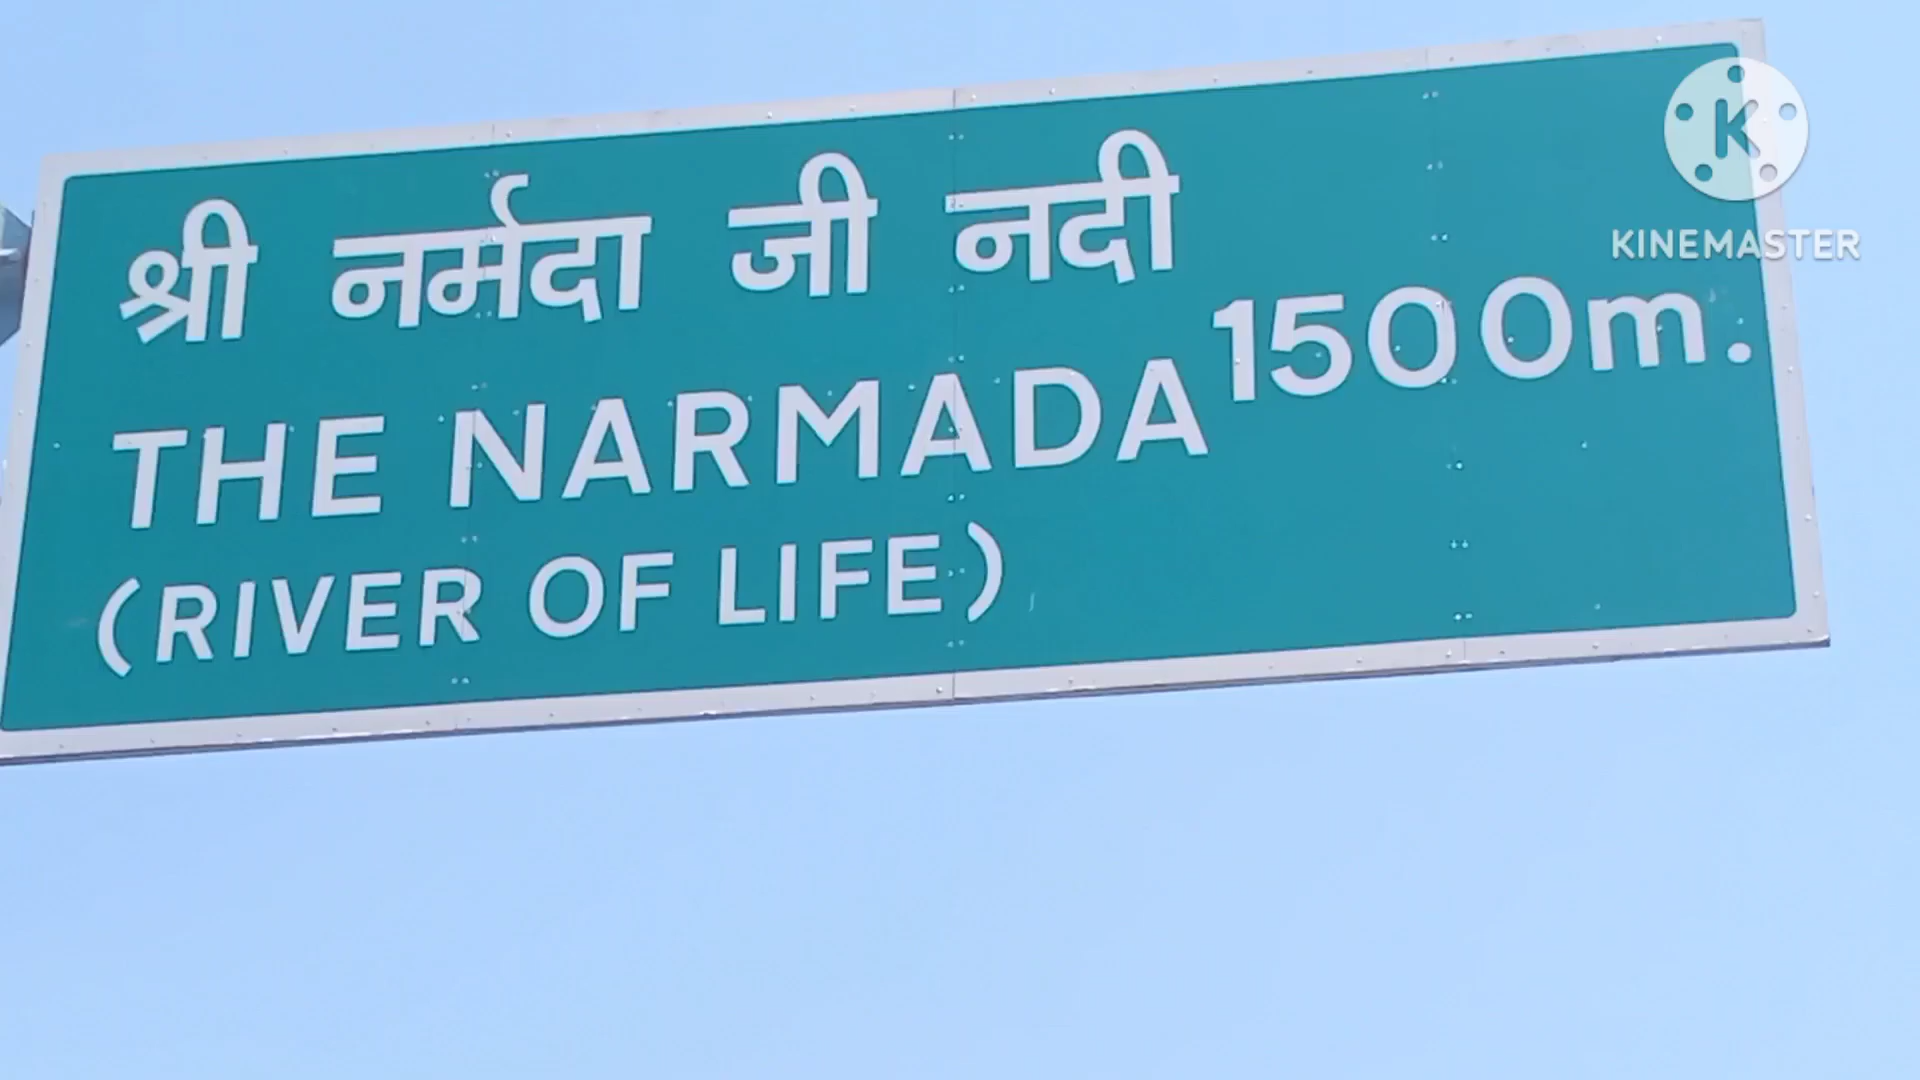 श्री नर्मदा जी नदी
THE NARMADA 1500m.
(RIVER OF LIFE)
K
KINEMASTER